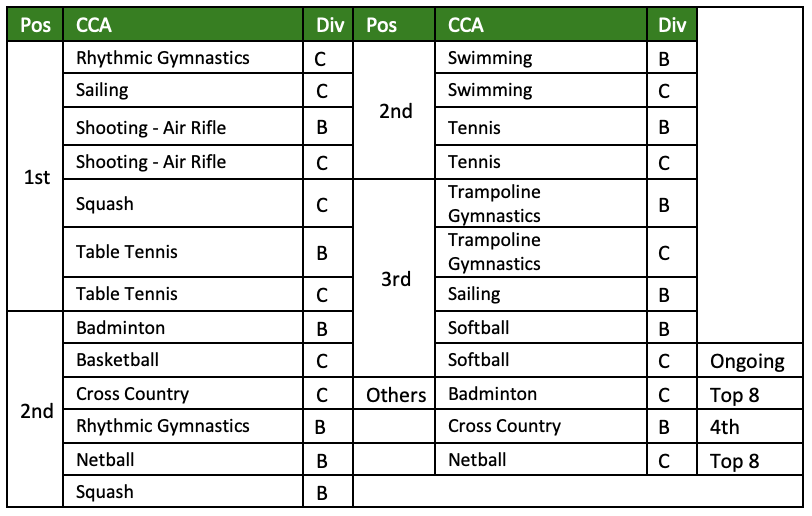 Pos CCA Div Pos CCA Div
1st Rhythmic Gymnastics C 2nd Swimming B
Sailing C Swimming C
Shooting - Air Rifle B Tennis B
Shooting - Air Rifle C Tennis C
Squash C 3rd Trampoline
Gymnastics B
Table Tennis B Trampoline
Gymnastics C
Table Tennis C Sailing B
2nd Badminton B Softball B
Basketball C Softball C Ongoing
Cross Country C Others Badminton C Top 8
Rhythmic Gymnastics B Cross Country B 4th
Netball B Netball C Top 8
Squash B